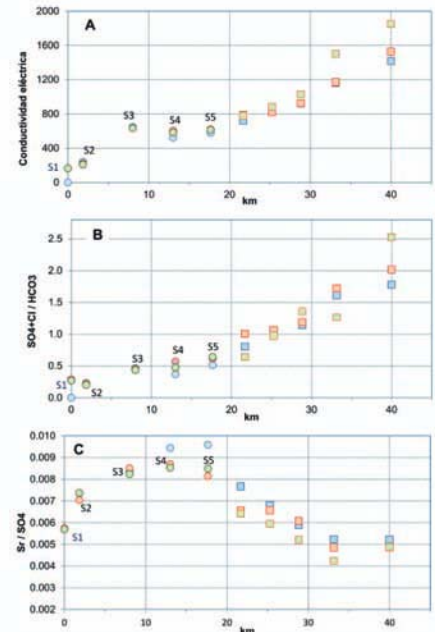 A
Conductividad eléctrica
2000
1600
1200
800
400
0
S1
S2
S3
S4
S5
0
10
20
30
40
km
B
SO4+Cl / HCO3
2.5
2.0
1.5
1.0
0.5
0.0
S1
S2
S3
S4
S5
0
10
20
30
40
km
C
Sr / SO4
0.010
0.009
0.008
0.007
0.006
0.005
0.004
0.003
0.002
S1
S2
S3
S4
S5
0
10
20
30
40
km